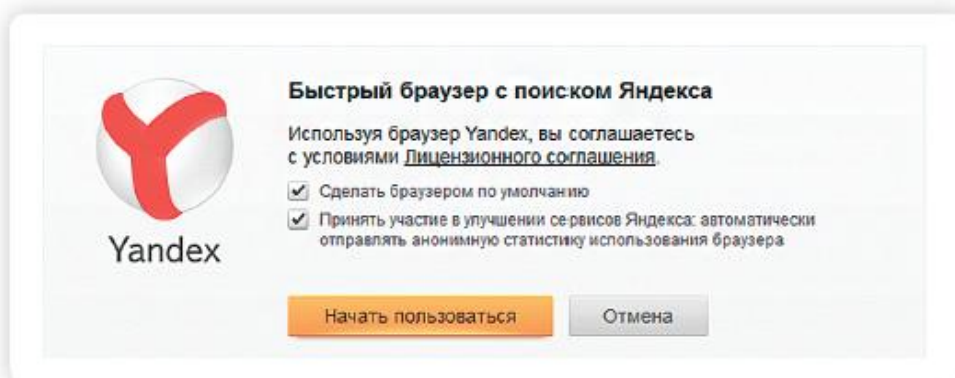 Быстрый браузер с поиском Яндекса
Используя браузер Yandex, вы соглашаетесь
с условиями Лицензионного соглашения.
Сделать браузером по умолчанию
Принять участие в улучшении сервисов Яндекса: автоматически
отправлять анонимную статистику использования браузера
Yandex
Начать пользоваться
Отмена